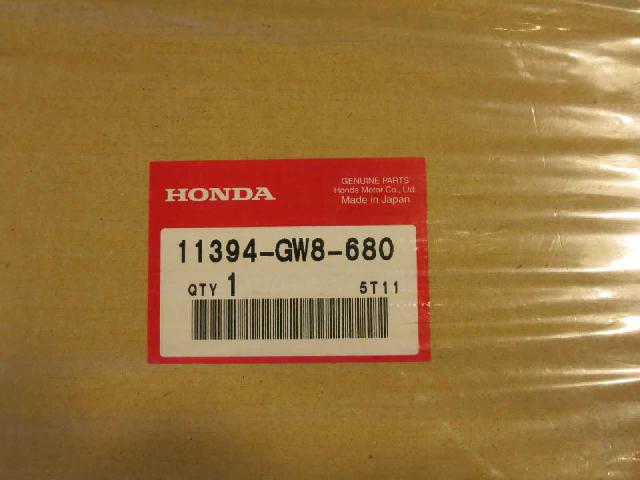 HONDA
GENUINE PARTS
Honda Motor Co., Ltd.
Made in Japan
11394-GW8-680
QTY 1 5T11